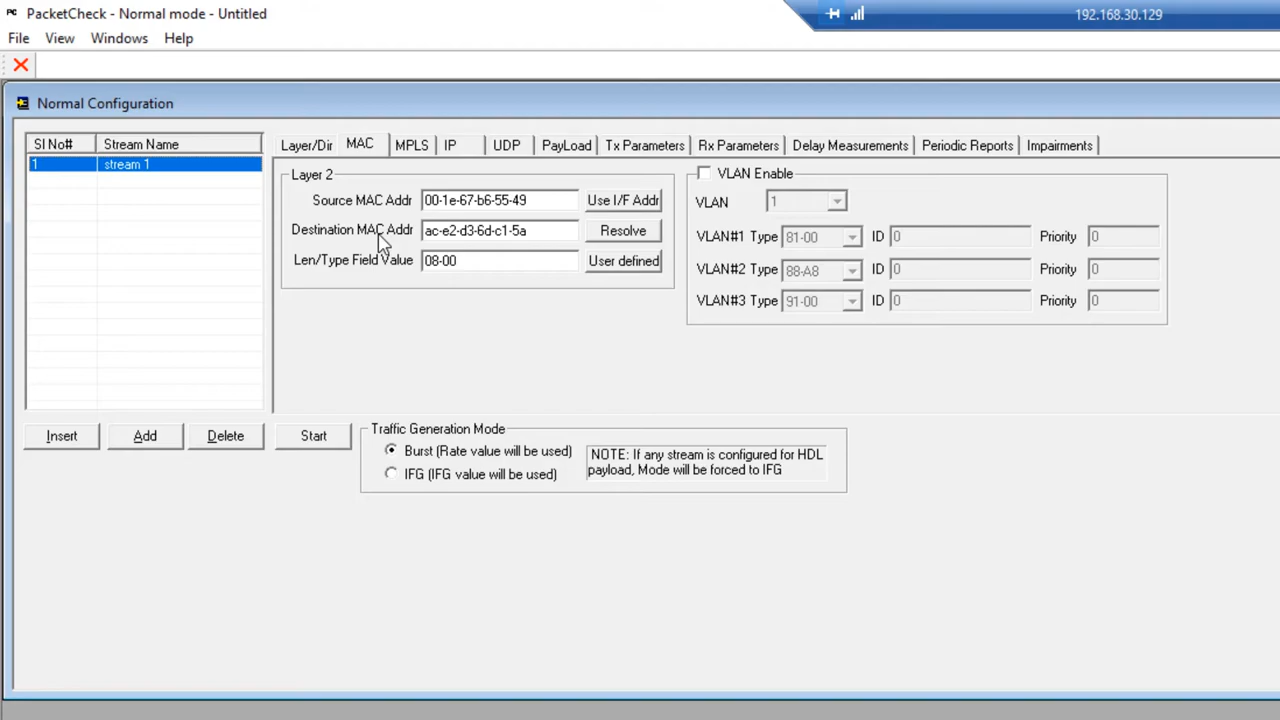 PacketCheck - Normal mode - Untitled
192.168.30.129
File View Windows Help
Normal Configuration
Sl No# Stream Name
1 stream 1
Layer/Dir MAC MPLS IP UDP PayLoad Tx Parameters Rx Parameters Delay Measurements Periodic Reports Impairments
Layer 2
Source MAC Addr 00-1e-67-b6-55-49 Use I/F Addr
Destination MAC Addr ac-e2-d3-6d-c1-5a Resolve
Len/Type Field Value 08-00 User defined
VLAN Enable
VLAN 1
VLAN#1 Type 81-00 ID 0 Priority 0
VLAN#2 Type 88-A8 ID 0 Priority 0
VLAN#3 Type 91-00 ID 0 Priority 0
Insert Add Delete Start
Traffic Generation Mode
Burst (Rate value will be used)
IFG (IFG value will be used)
NOTE: If any stream is configured for HDL
payload, Mode will be forced to IFG